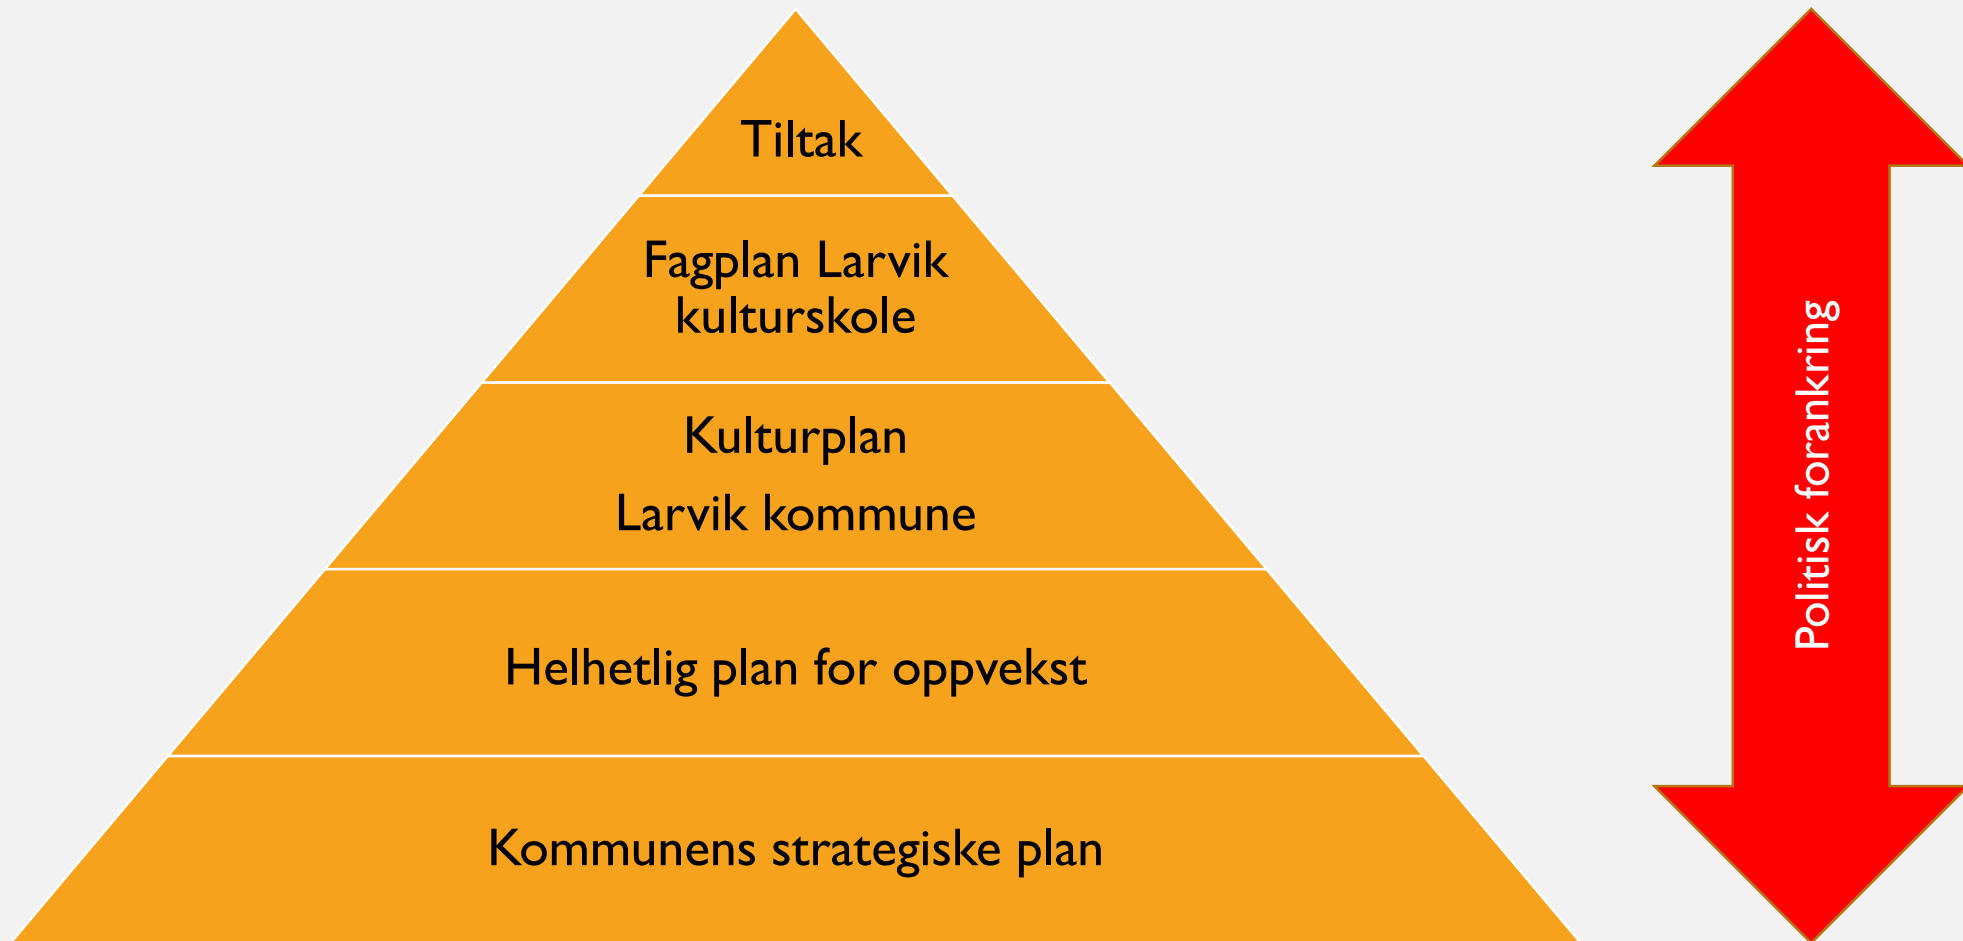 Tiltak
Fagplan Larvik
kulturskole
Kulturplan
Larvik kommune
Helhetlig plan for oppvekst
Kommunens strategiske plan
Politisk forankring